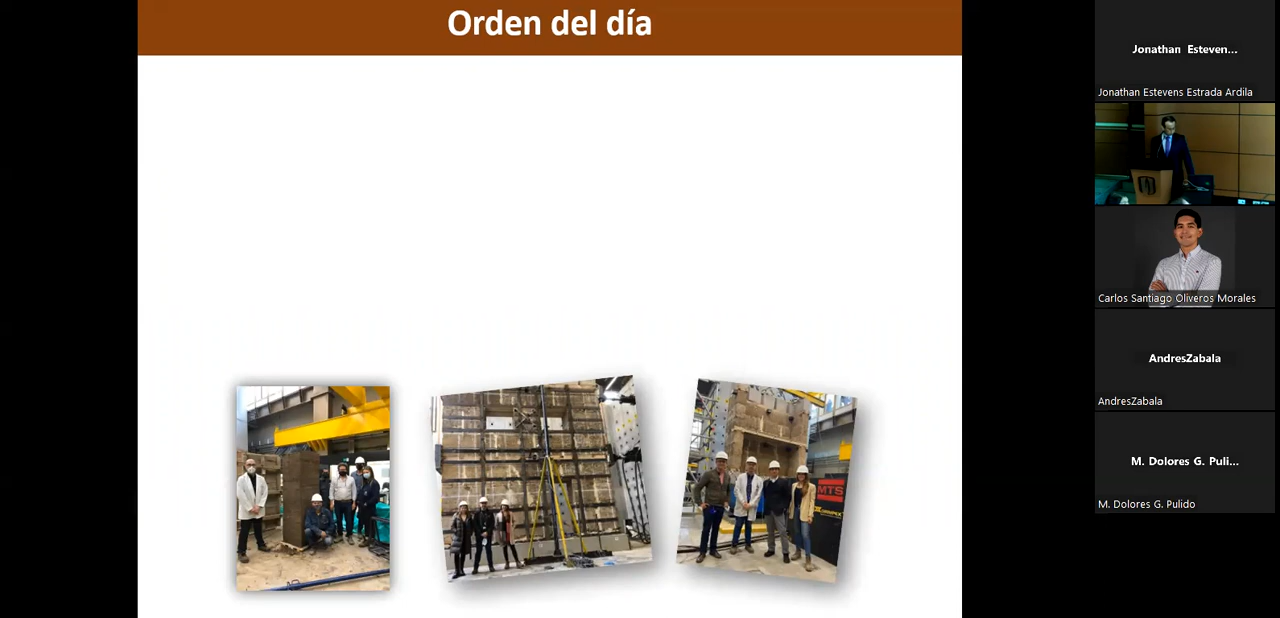 Orden del día
MTS
Jonathan Esteven...
Jonathan Estevens Estrada Ardila
Carlos Santiago Oliveros Morales
AndresZabala
AndresZabala
M. Dolores G. Puli...
M. Dolores G. Pulido